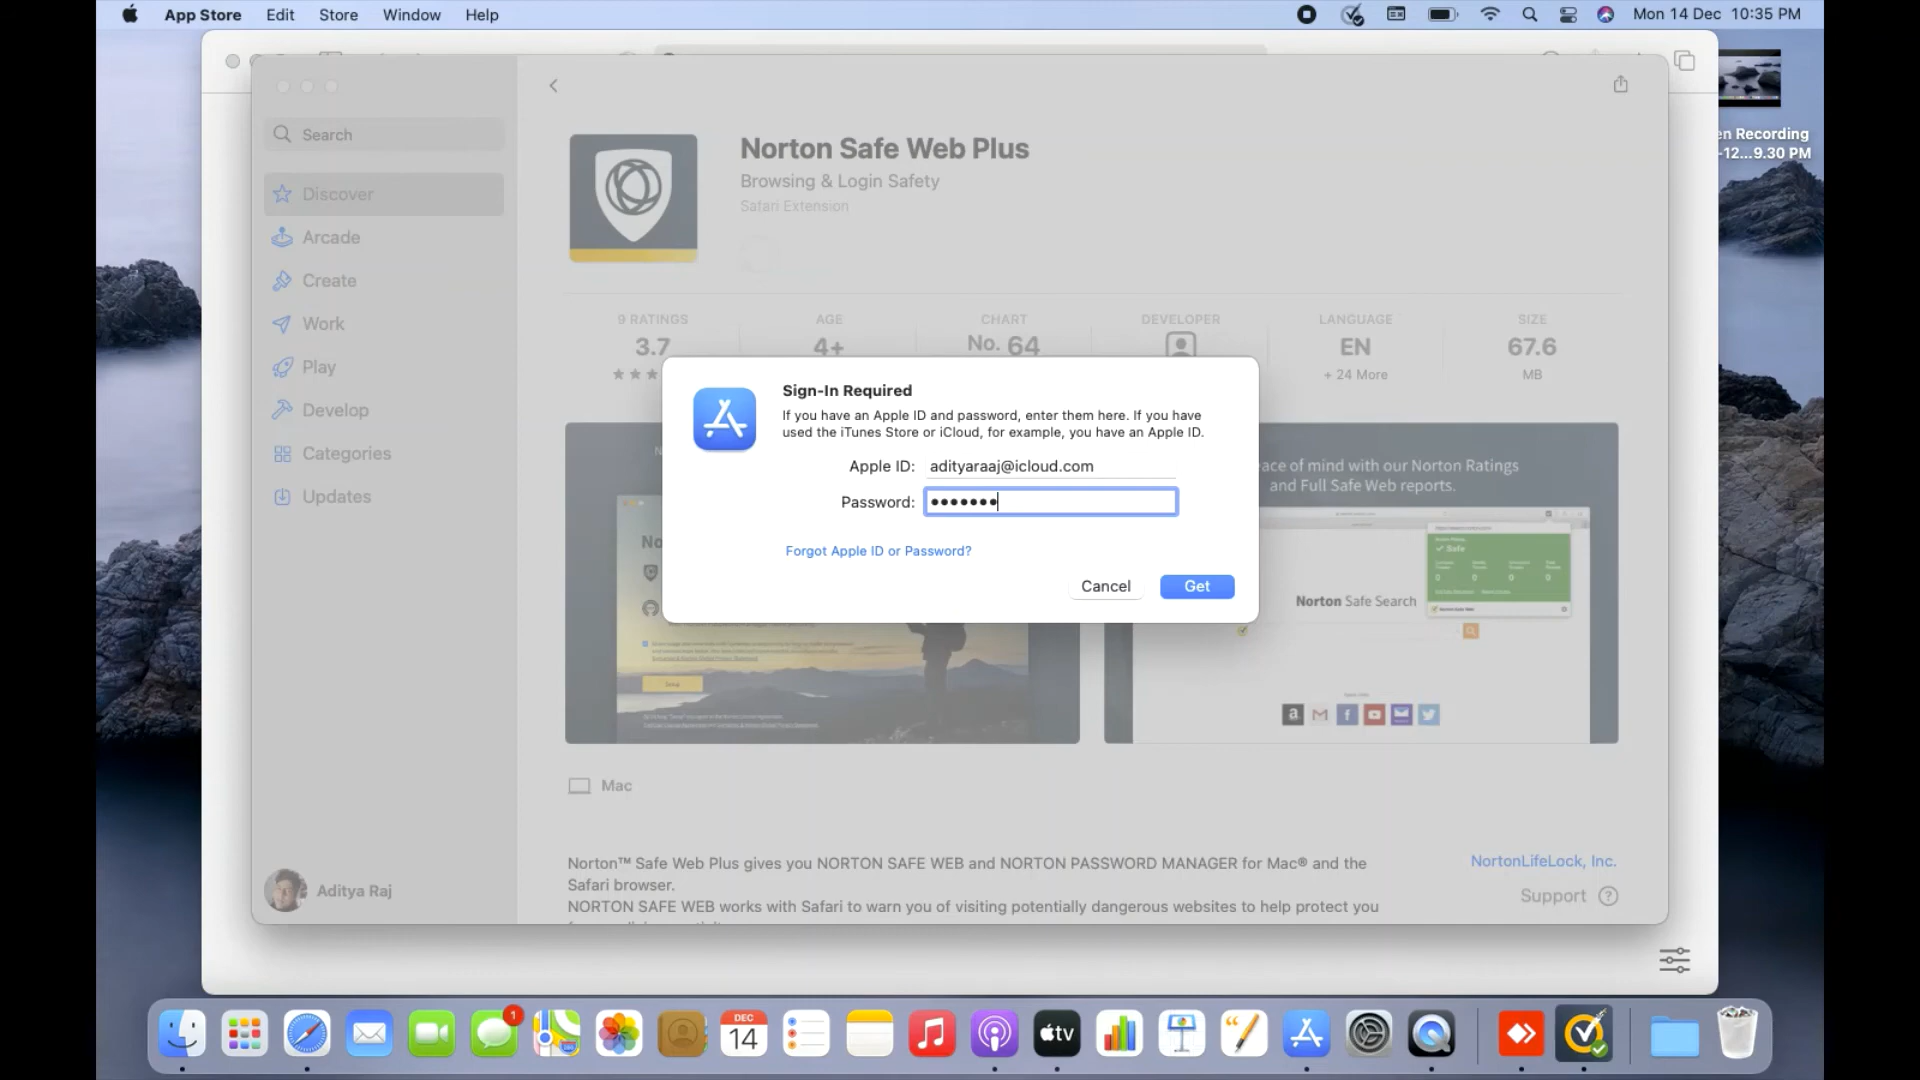 App Store Edit Store Window Help Mon 14 Dec 10:35 PM
en Recording
-12...9.30 PM
Search
Discover
Arcade
Create
Work
Play
Develop
Categories
Updates
Aditya Raj
Norton Safe Web Plus
Browsing & Login Safety
Safari Extension
9 RATINGS AGE CHART DEVELOPER LANGUAGE SIZE
3.7 4+ No. 64 EN 67.6
+ 24 More MB
Sign-In Required
If you have an Apple ID and password, enter them here. If you have
used the iTunes Store or iCloud, for example, you have an Apple ID.
Apple ID: adityaraaj@icloud.com
Password: •••••••
Forgot Apple ID or Password?
Cancel Get
ace of mind with our Norton Ratings
and Full Safe Web reports.
Safe
Norton Safe Search
Mac
Norton™ Safe Web Plus gives you NORTON SAFE WEB and NORTON PASSWORD MANAGER for Mac® and the
Safari browser.
NORTON SAFE WEB works with Safari to warn you of visiting potentially dangerous websites to help protect you
NortonLifeLock, Inc.
Support ?
1
DEC
14
tv